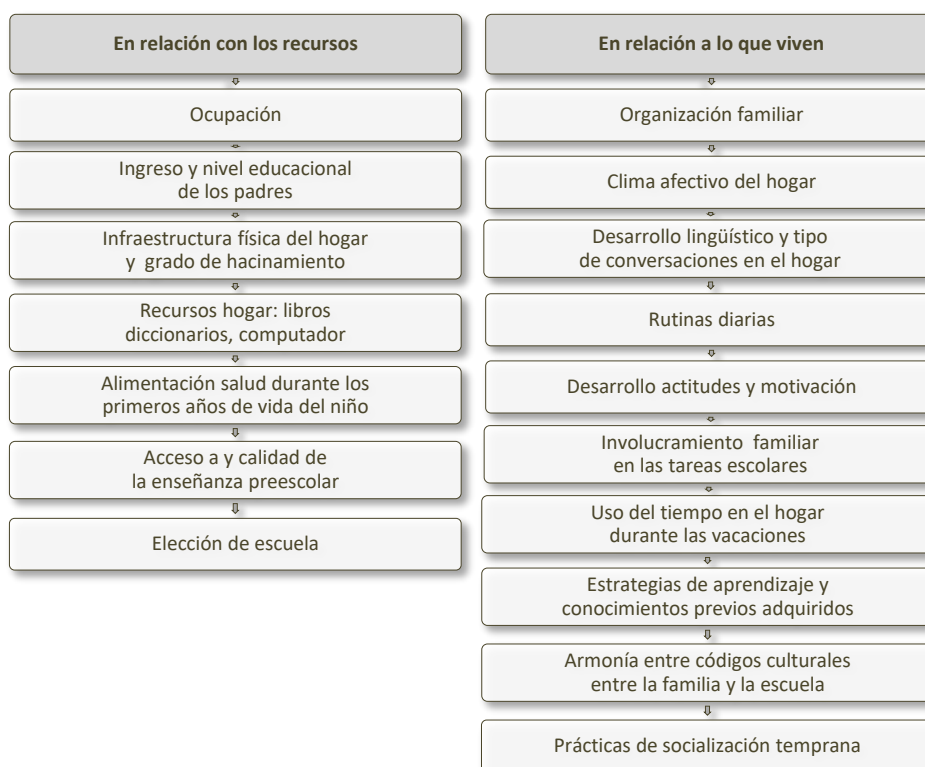 En relación con los recursos
Ocupación
Ingreso y nivel educacional
de los padres
Infraestructura física del hogar
y grado de hacinamiento
Recursos hogar: libros
diccionarios, computador
Alimentación salud durante los
primeros años de vida del niño
Acceso a y calidad de
la enseñanza preescolar
Elección de escuela
En relación a lo que viven
Organización familiar
Clima afectivo del hogar
Desarrollo lingüístico y tipo
de conversaciones en el hogar
Rutinas diarias
Desarrollo actitudes y motivación
Involucramiento familiar
en las tareas escolares
Uso del tiempo en el hogar
durante las vacaciones
Estrategias de aprendizaje y
conocimientos previos adquiridos
Armonía entre códigos culturales
entre la familia y la escuela
Prácticas de socialización temprana